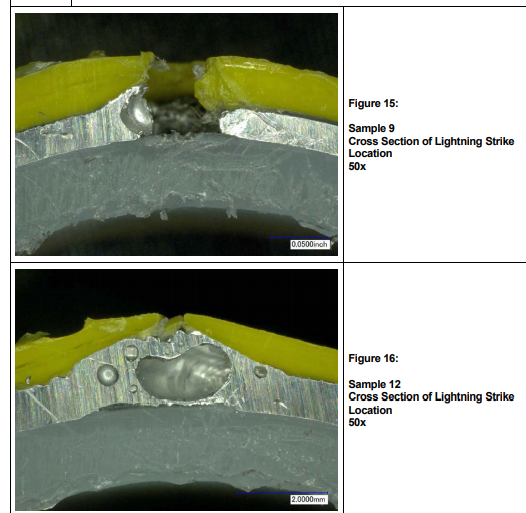 Figure 15:
Sample 9
Cross Section of Lightning Strike
Location
50x
0.0500inch
Figure 16:
Sample 12
Cross Section of Lightning Strike
Location
50x
2.0000mm